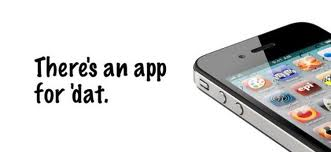 There's an app
for 'dat.